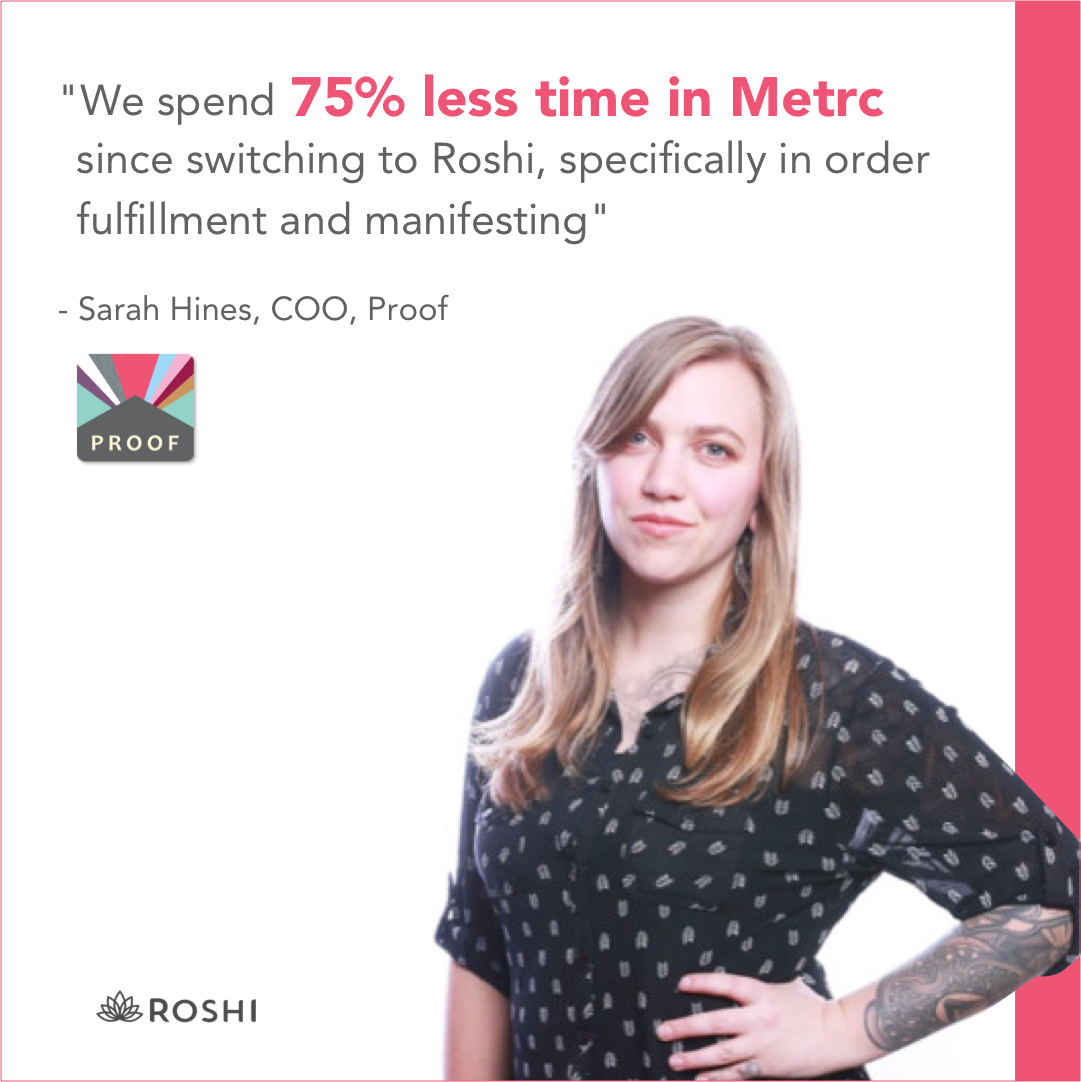 "We spend 75% less time in Metrc
since switching to Roshi, specifically in order
fulfillment and manifesting"
- Sarah Hines, COO, Proof
PROOF
ROSHI